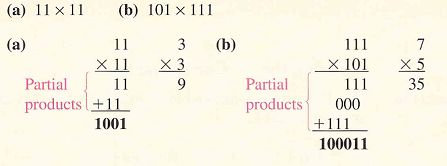 (a) 11 × 11 (b) 101 × 111
(a) 11 3 (b) 111 7
× 11 × 3 × 101 × 5
Partial 11 9 Partial 111 35
products +11 products 000
1001 +111
100011